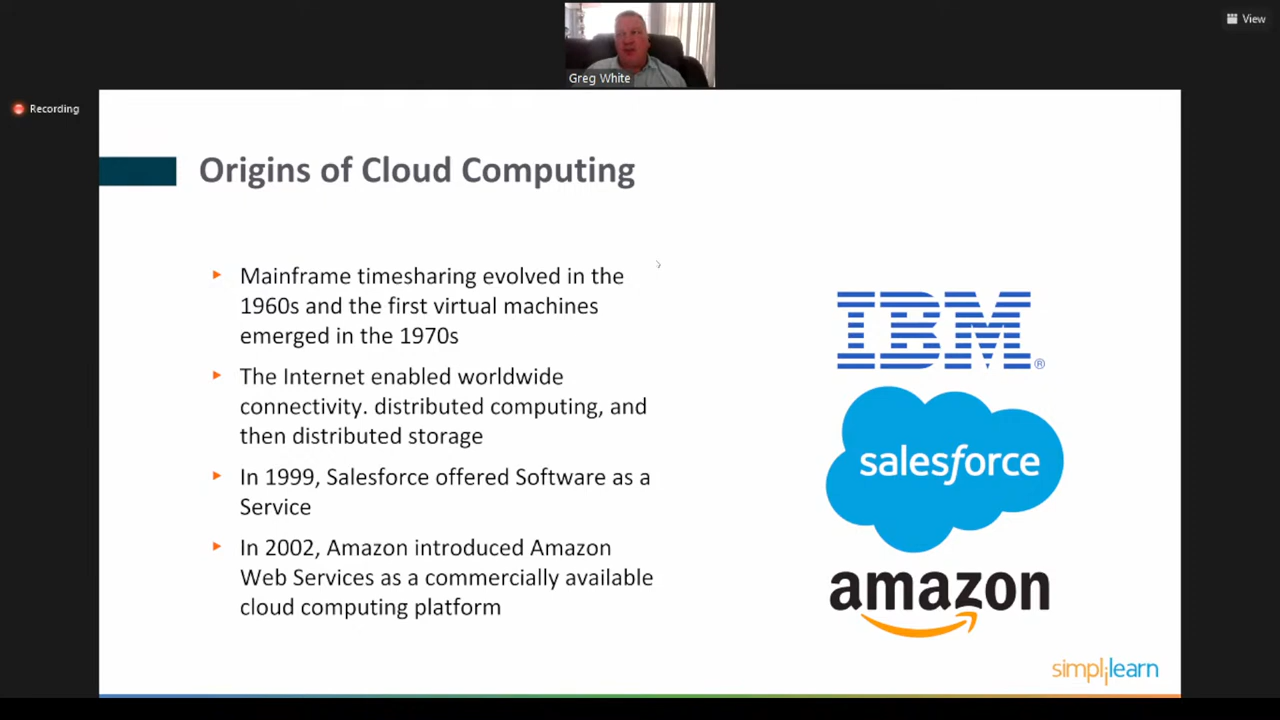 View
Greg White
Recording
Origins of Cloud Computing
Mainframe timesharing evolved in the
1960s and the first virtual machines
emerged in the 1970s
The Internet enabled worldwide
connectivity. distributed computing, and
then distributed storage
In 1999, Salesforce offered Software as a
Service
In 2002, Amazon introduced Amazon
Web Services as a commercially available
cloud computing platform
IBM®
salesforce
amazon
simplilearn